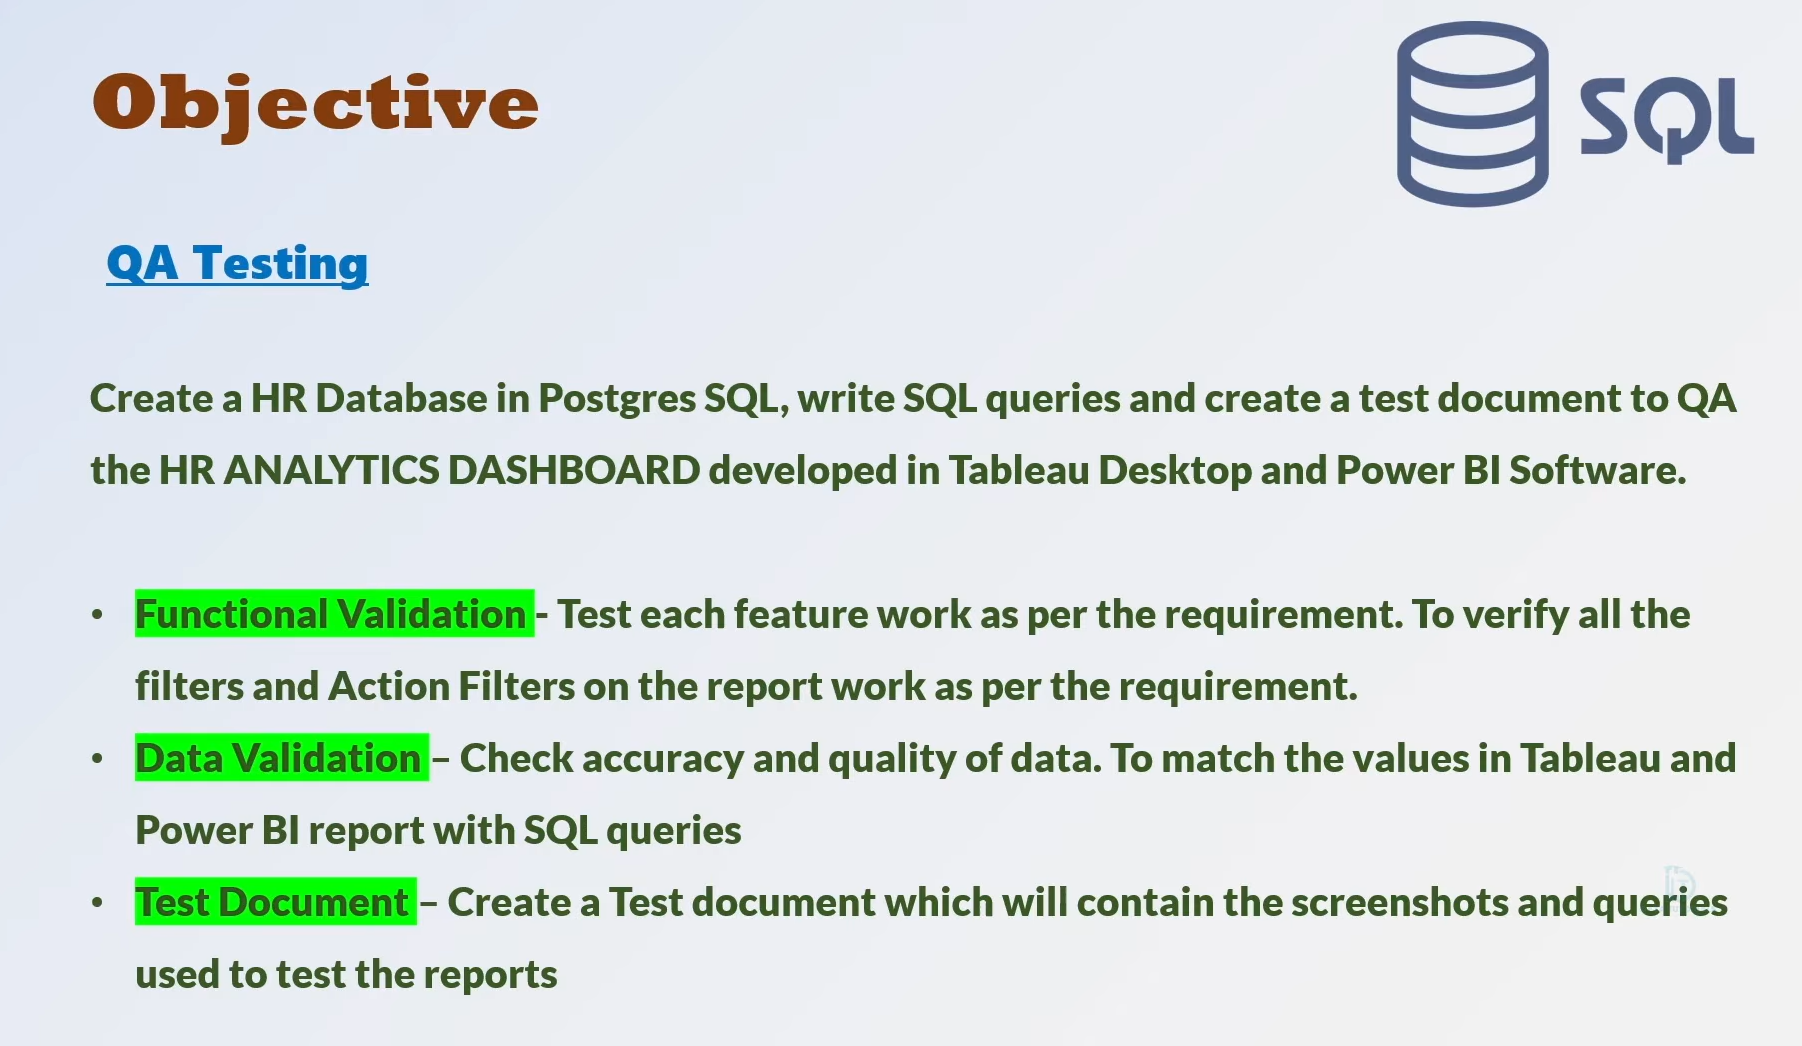 Objective
SQL
QA Testing
Create a HR Database in Postgres SQL, write SQL queries and create a test document to QA
the HR ANALYTICS DASHBOARD developed in Tableau Desktop and Power BI Software.
• Functional Validation - Test each feature work as per the requirement. To verify all the
filters and Action Filters on the report work as per the requirement.
• Data Validation – Check accuracy and quality of data. To match the values in Tableau and
Power BI report with SQL queries
• Test Document – Create a Test document which will contain the screenshots and queries
used to test the reports